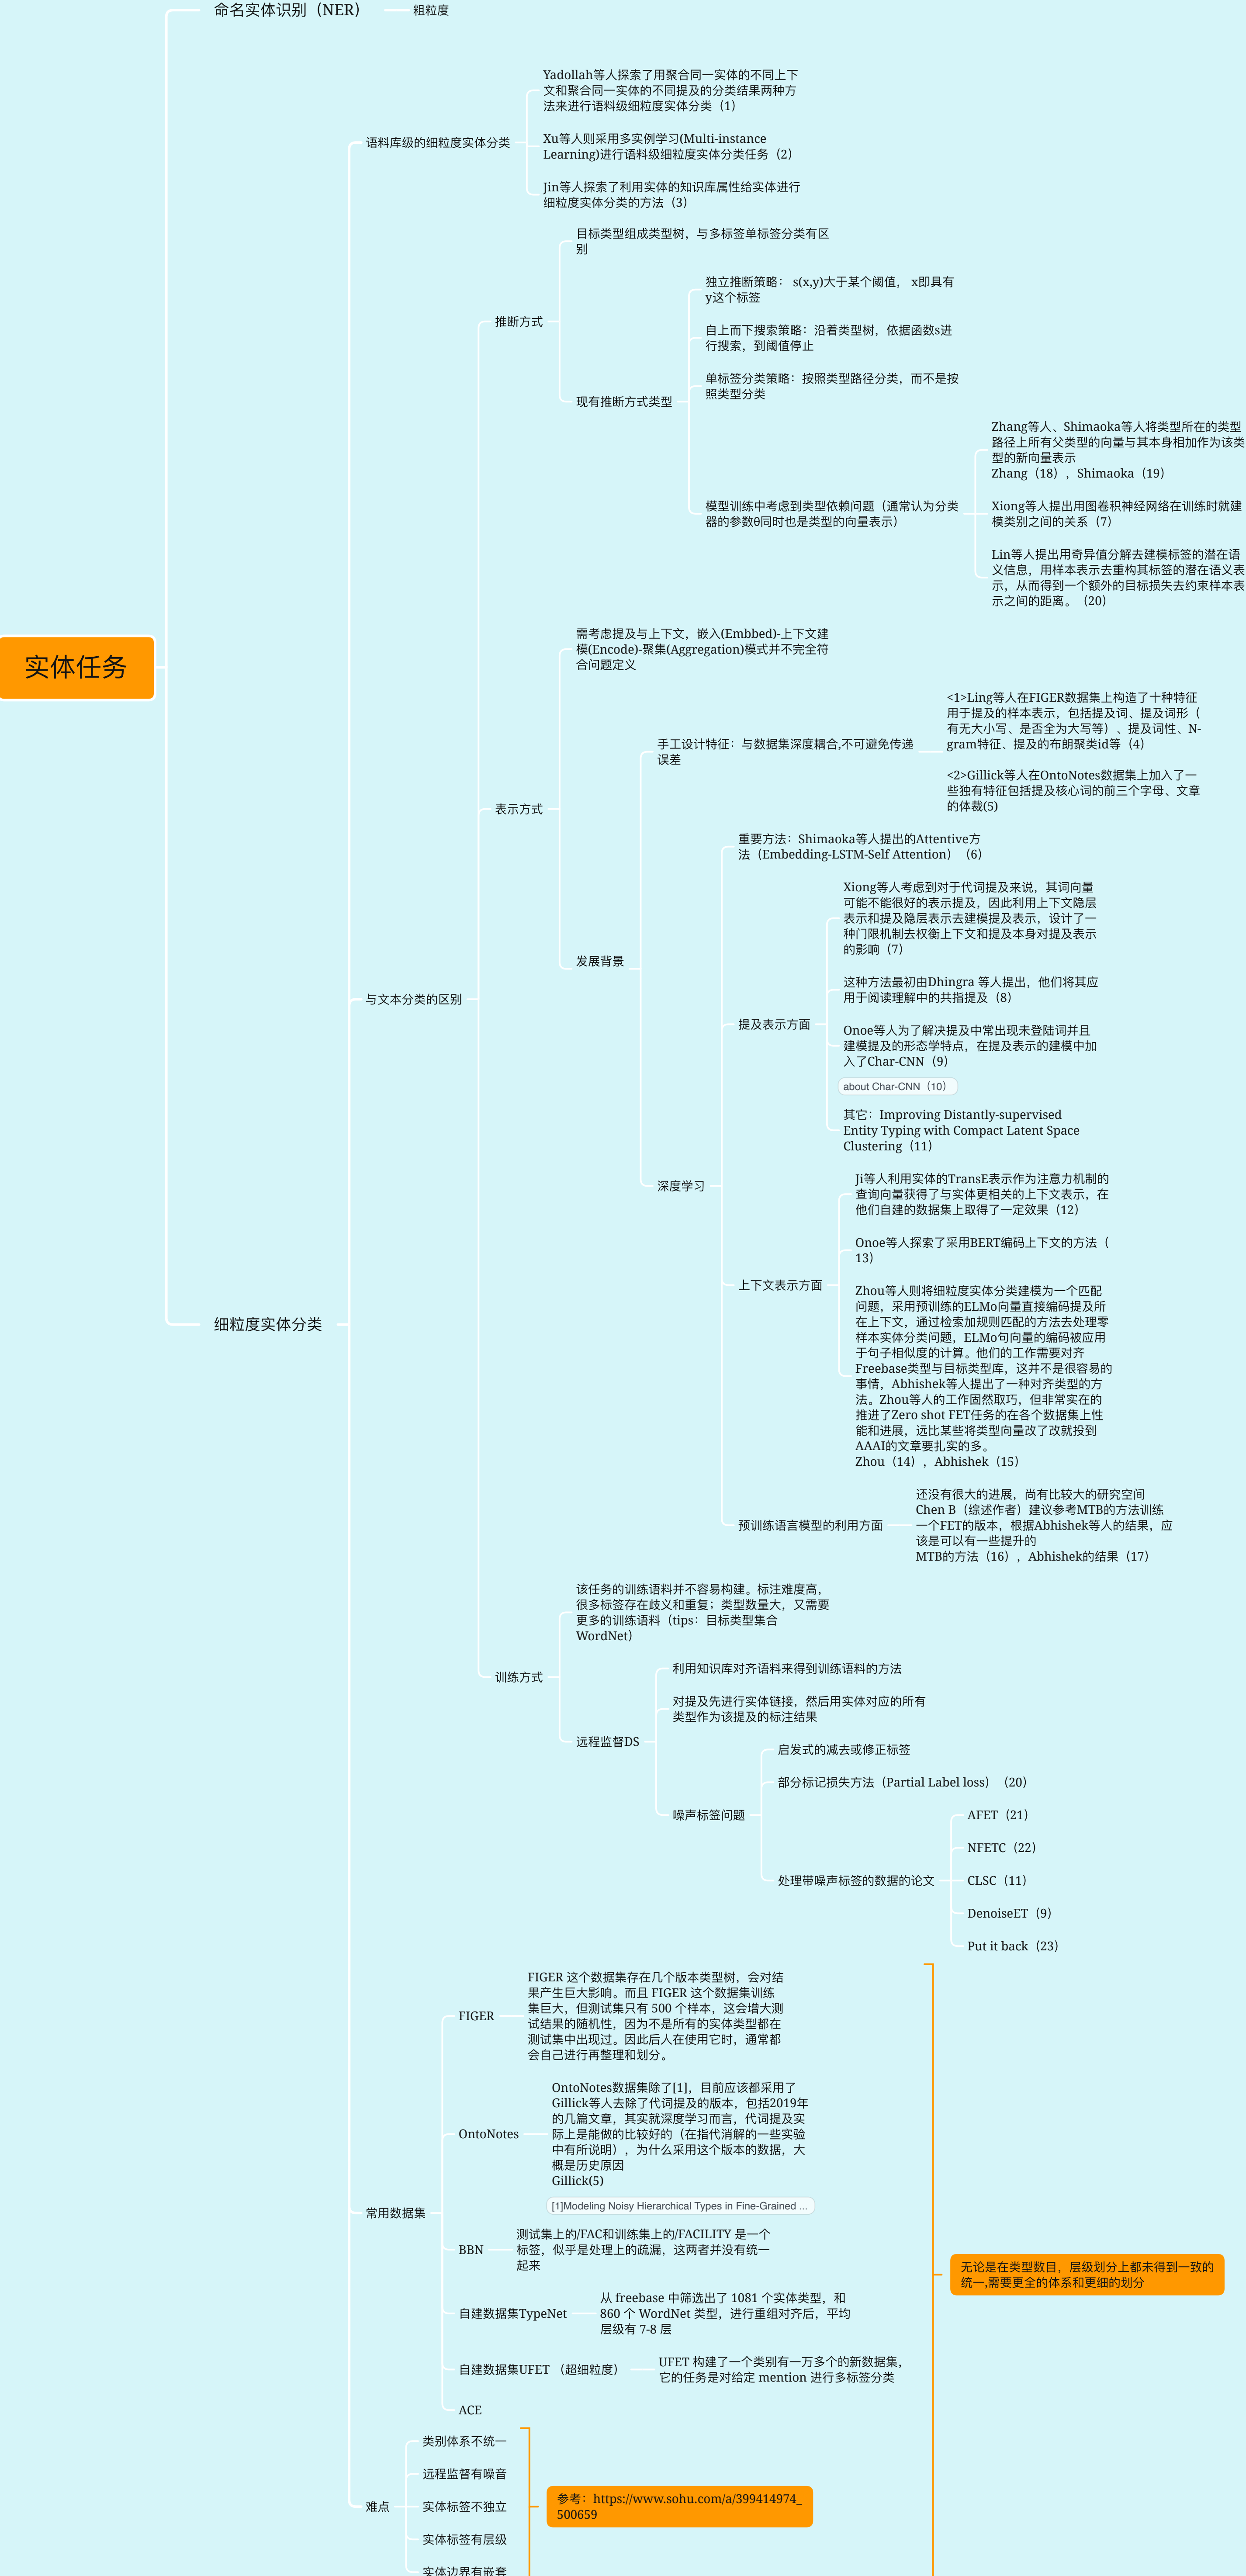 命名实体识别（NER）
粗粒度
Yadollah等人探索了用聚合同一实体的不同上下
文和聚合同一实体的不同提及的分类结果两种方
法来进行语料级细粒度实体分类（1）
语料库级的细粒度实体分类
Xu等人则采用多实例学习(Multi-instance
Learning)进行语料级细粒度实体分类任务（2）
Jin等人探索了利用实体的知识库属性给实体进行
细粒度实体分类的方法（3）
目标类型组成类型树，与多标签单标签分类有区
别
推断方式
独立推断策略： s(x,y)大于某个阈值， x即具有
y这个标签
自上而下搜索策略：沿着类型树，依据函数s进
行搜索，到阈值停止
单标签分类策略：按照类型路径分类，而不是按
照类型分类
现有推断方式类型
Zhang等人、Shimaoka等人将类型所在的类型
路径上所有父类型的向量与其本身相加作为该类
型的新向量表示
Zhang（18），Shimaoka（19）
模型训练中考虑到类型依赖问题（通常认为分类
器的参数θ同时也是类型的向量表示）
Xiong等人提出用图卷积神经网络在训练时就建
模类别之间的关系（7）
Lin等人提出用奇异值分解去建模标签的潜在语
义信息，用样本表示去重构其标签的潜在语义表
示，从而得到一个额外的目标损失去约束样本表
示之间的距离。（20）
实体任务
需考虑提及与上下文，嵌入(Embbed)-上下文建
模(Encode)-聚集(Aggregation)模式并不完全符
合问题定义
<1>Ling等人在FIGER数据集上构造了十种特征
用于提及的样本表示，包括提及词、提及词形（
有无大小写、是否全为大写等）、提及词性、N-
gram特征、提及的布朗聚类id等（4）
手工设计特征：与数据集深度耦合,不可避免传递
误差
<2>Gillick等人在OntoNotes数据集上加入了一
些独有特征包括提及核心词的前三个字母、文章
的体裁(5)
表示方式
重要方法：Shimaoka等人提出的Attentive方
法（Embedding-LSTM-Self Attention）（6）
Xiong等人考虑到对于代词提及来说，其词向量
可能不能很好的表示提及，因此利用上下文隐层
表示和提及隐层表示去建模提及表示，设计了一
种门限机制去权衡上下文和提及本身对提及表示
的影响（7）
发展背景
这种方法最初由Dhingra 等人提出，他们将其应
用于阅读理解中的共指提及（8）
与文本分类的区别
提及表示方面
Onoe等人为了解决提及中常出现未登陆词并且
建模提及的形态学特点，在提及表示的建模中加
入了Char-CNN（9）
about Char-CNN（10）
其它：Improving Distantly-supervised
Entity Typing with Compact Latent Space
Clustering（11）
深度学习
Ji等人利用实体的TransE表示作为注意力机制的
查询向量获得了与实体更相关的上下文表示，在
他们自建的数据集上取得了一定效果（12）
Onoe等人探索了采用BERT编码上下文的方法（
13）
上下文表示方面
细粒度实体分类
Zhou等人则将细粒度实体分类建模为一个匹配
问题，采用预训练的ELMo向量直接编码提及所
在上下文，通过检索加规则匹配的方法去处理零
样本实体分类问题，ELMo句向量的编码被应用
于句子相似度的计算。他们的工作需要对齐
Freebase类型与目标类型库，这并不是很容易的
事情，Abhishek等人提出了一种对齐类型的方
法。Zhou等人的工作固然取巧，但非常实在的
推进了Zero shot FET任务的在各个数据集上性
能和进展，远比某些将类型向量改了改就投到
AAAI的文章要扎实的多。
Zhou（14），Abhishek（15）
预训练语言模型的利用方面
还没有很大的进展，尚有比较大的研究空间
Chen B（综述作者）建议参考MTB的方法训练
一个FET的版本，根据Abhishek等人的结果，应
该是可以有一些提升的
MTB的方法（16），Abhishek的结果（17）
该任务的训练语料并不容易构建。标注难度高，
很多标签存在歧义和重复；类型数量大，又需要
更多的训练语料（tips：目标类型集合
WordNet）
训练方式
利用知识库对齐语料来得到训练语料的方法
对提及先进行实体链接，然后用实体对应的所有
类型作为该提及的标注结果
远程监督DS
启发式的减去或修正标签
部分标记损失方法（Partial Label loss）（20）
噪声标签问题
处理带噪声标签的数据的论文
AFET（21）
NFETC（22）
CLSC（11）
DenoiseET（9）
Put it back（23）
FIGER
FIGER 这个数据集存在几个版本类型树，会对结
果产生巨大影响。而且 FIGER 这个数据集训练
集巨大，但测试集只有 500 个样本，这会增大测
试结果的随机性，因为不是所有的实体类型都在
测试集中出现过。因此后人在使用它时，通常都
会自己进行再整理和划分。
OntoNotes
OntoNotes数据集除了[1]，目前应该都采用了
Gillick等人去除了代词提及的版本，包括2019年
的几篇文章，其实就深度学习而言，代词提及实
际上是能做的比较好的（在指代消解的一些实验
中有所说明），为什么采用这个版本的数据，大
概是历史原因
Gillick(5)
[1]Modeling Noisy Hierarchical Types in Fine-Grained ...
常用数据集
BBN
测试集上的/FAC和训练集上的/FACILITY 是一个
标签，似乎是处理上的疏漏，这两者并没有统一
起来
无论是在类型数目，层级划分上都未得到一致的
统一,需要更全的体系和更细的划分
自建数据集TypeNet
从 freebase 中筛选出了 1081 个实体类型，和
860 个 WordNet 类型，进行重组对齐后，平均
层级有 7-8 层
自建数据集UFET （超细粒度）
UFET 构建了一个类别有一万多个的新数据集，
它的任务是对给定 mention 进行多标签分类
ACE
难点
类别体系不统一
远程监督有噪音
实体标签不独立
实体标签有层级
实体边界有嵌套
参考：https://www.sohu.com/a/399414974_
500659